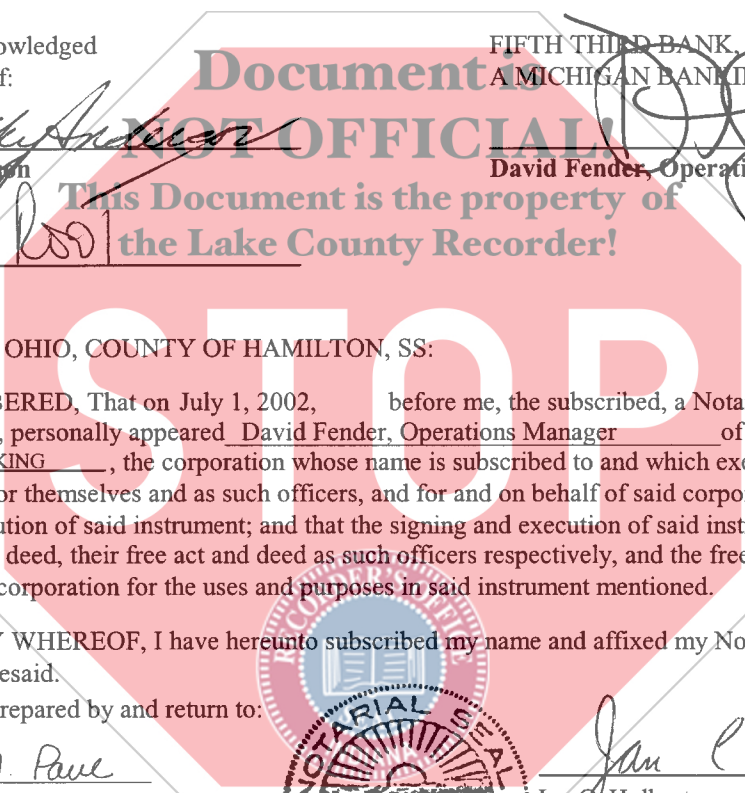 owledged
f:
FIFTH THIRD BANK,
A MICHIGAN BANKI
Document is
NOT OFFICIAL!
This Document is the property of
the Lake County Recorder!
Anderson
on
David Fender, Operati
STOP
OHIO, COUNTY OF HAMILTON, SS:
BERED, That on July 1, 2002, before me, the subscribed, a Nota
, personally appeared David Fender, Operations Manager of
KING , the corporation whose name is subscribed to and which exe
or themselves and as such officers, and for and on behalf of said corpor
ution of said instrument; and that the signing and execution of said inst
deed, their free act and deed as such officers respectively, and the free
corporation for the uses and purposes in said instrument mentioned.
Y WHEREOF, I have hereunto subscribed my name and affixed my No
esaid.
RECORDER'S OFFICE
repared by and return to:
NOTARIAL SEAL
Jan C